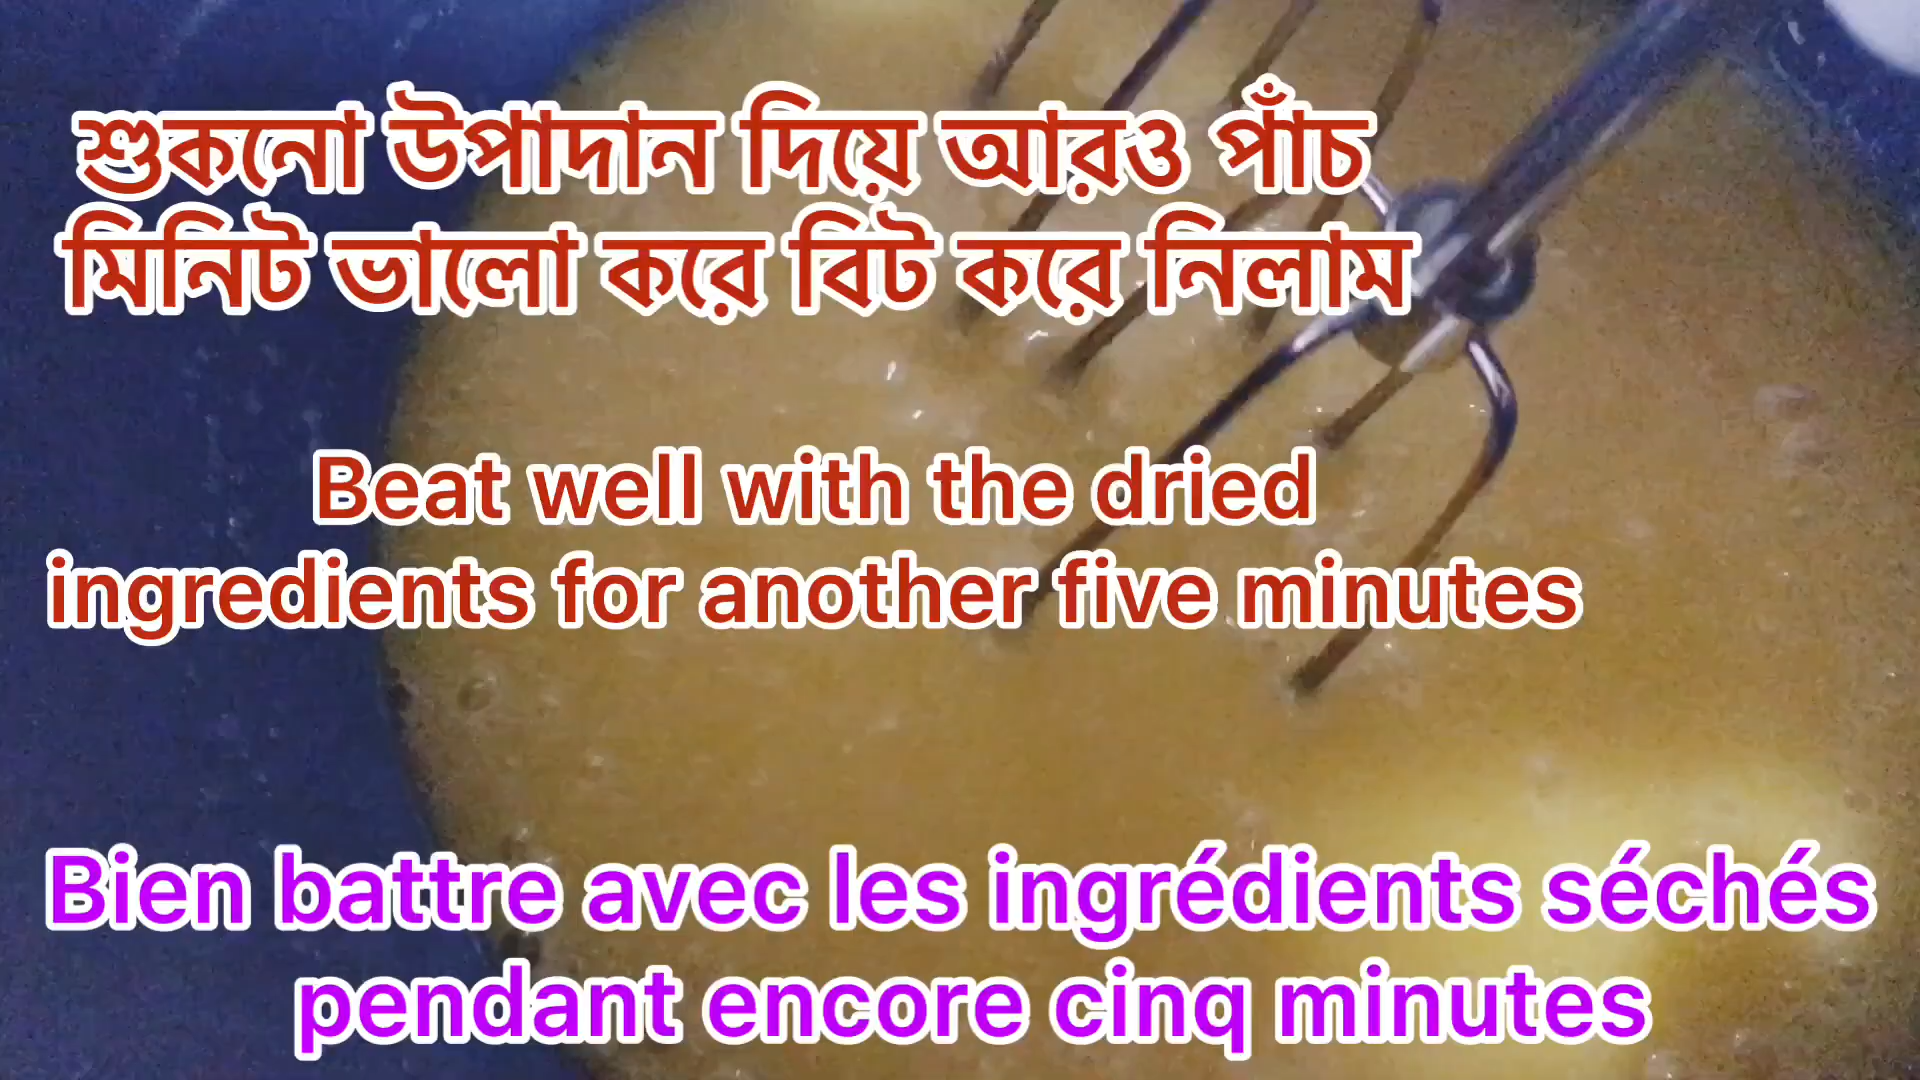 শুকনো উপাদান দিয়ে আরও পাঁচ
মিনিট ভালো করে বিট করে নিলাম
Beat well with the dried
ingredients for another five minutes
Bien battre avec les ingrédients séchés
pendant encore cinq minutes